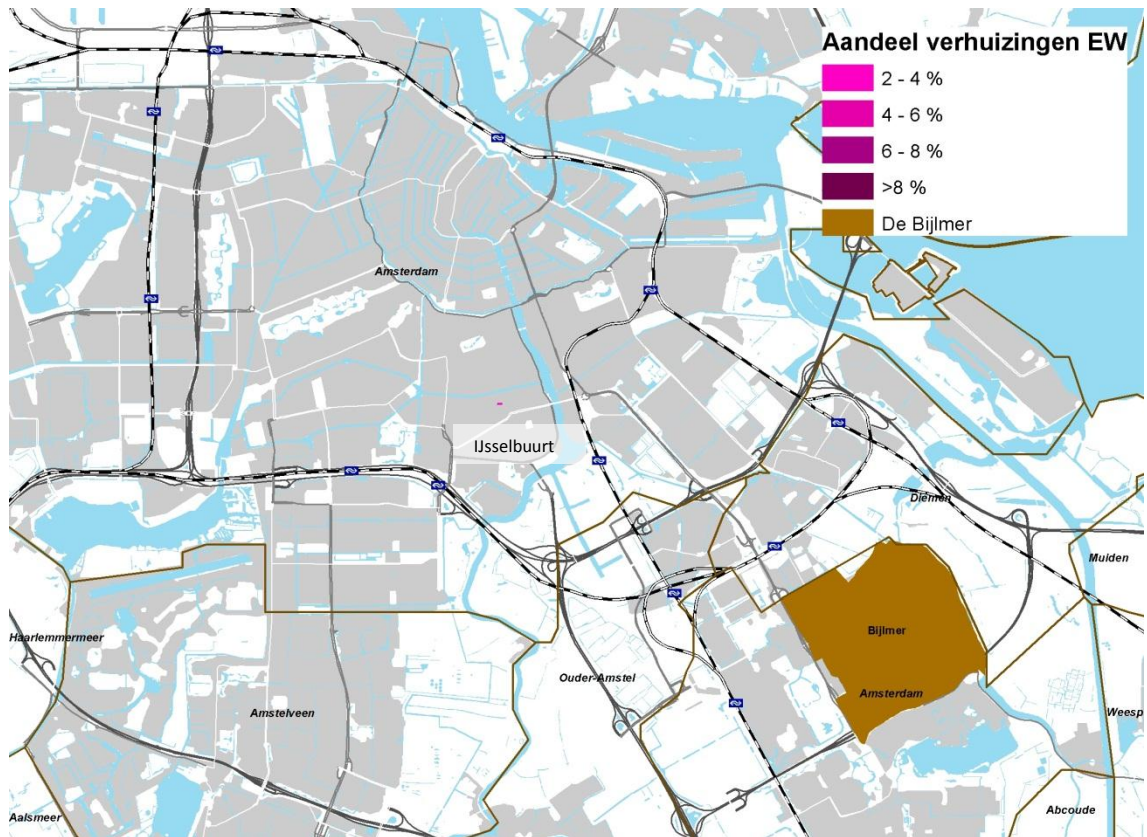 Aandeel verhuizingen EW
2 - 4 %
4 - 6 %
6 - 8 %
>8 %
De Bijlmer
Amsterdam
IJsselbuurt
Diemen
Muiden
Bijlmer
Haarlemmermeer
Ouder-Amstel
Amsterdam
Amstelveen
Weesp
Aalsmeer
Abcoude